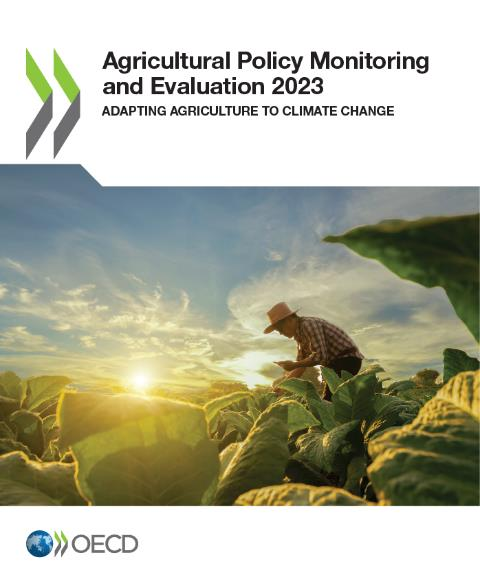 Agricultural Policy Monitoring
and Evaluation 2023
ADAPTING AGRICULTURE TO CLIMATE CHANGE
OECD